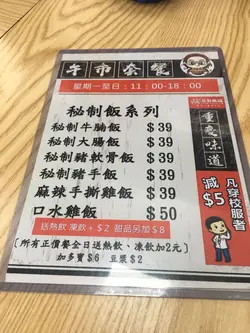 午市套餐
星期一至日：11:00-18:00
秘制飯系列
秘制牛腩飯 $39
秘制大腸飯 $39
秘制豬軟骨飯 $39
秘制豬手飯 $39
麻辣手撕雞飯 $39
口水雞飯 $50
送熱飲 凍飲+$2 甜品另加$8
〔所有正價餐全日送熱飲、凍飲加2元〕
加多寶$6 豆漿$2
重慶味道
凡穿校服者
減$5